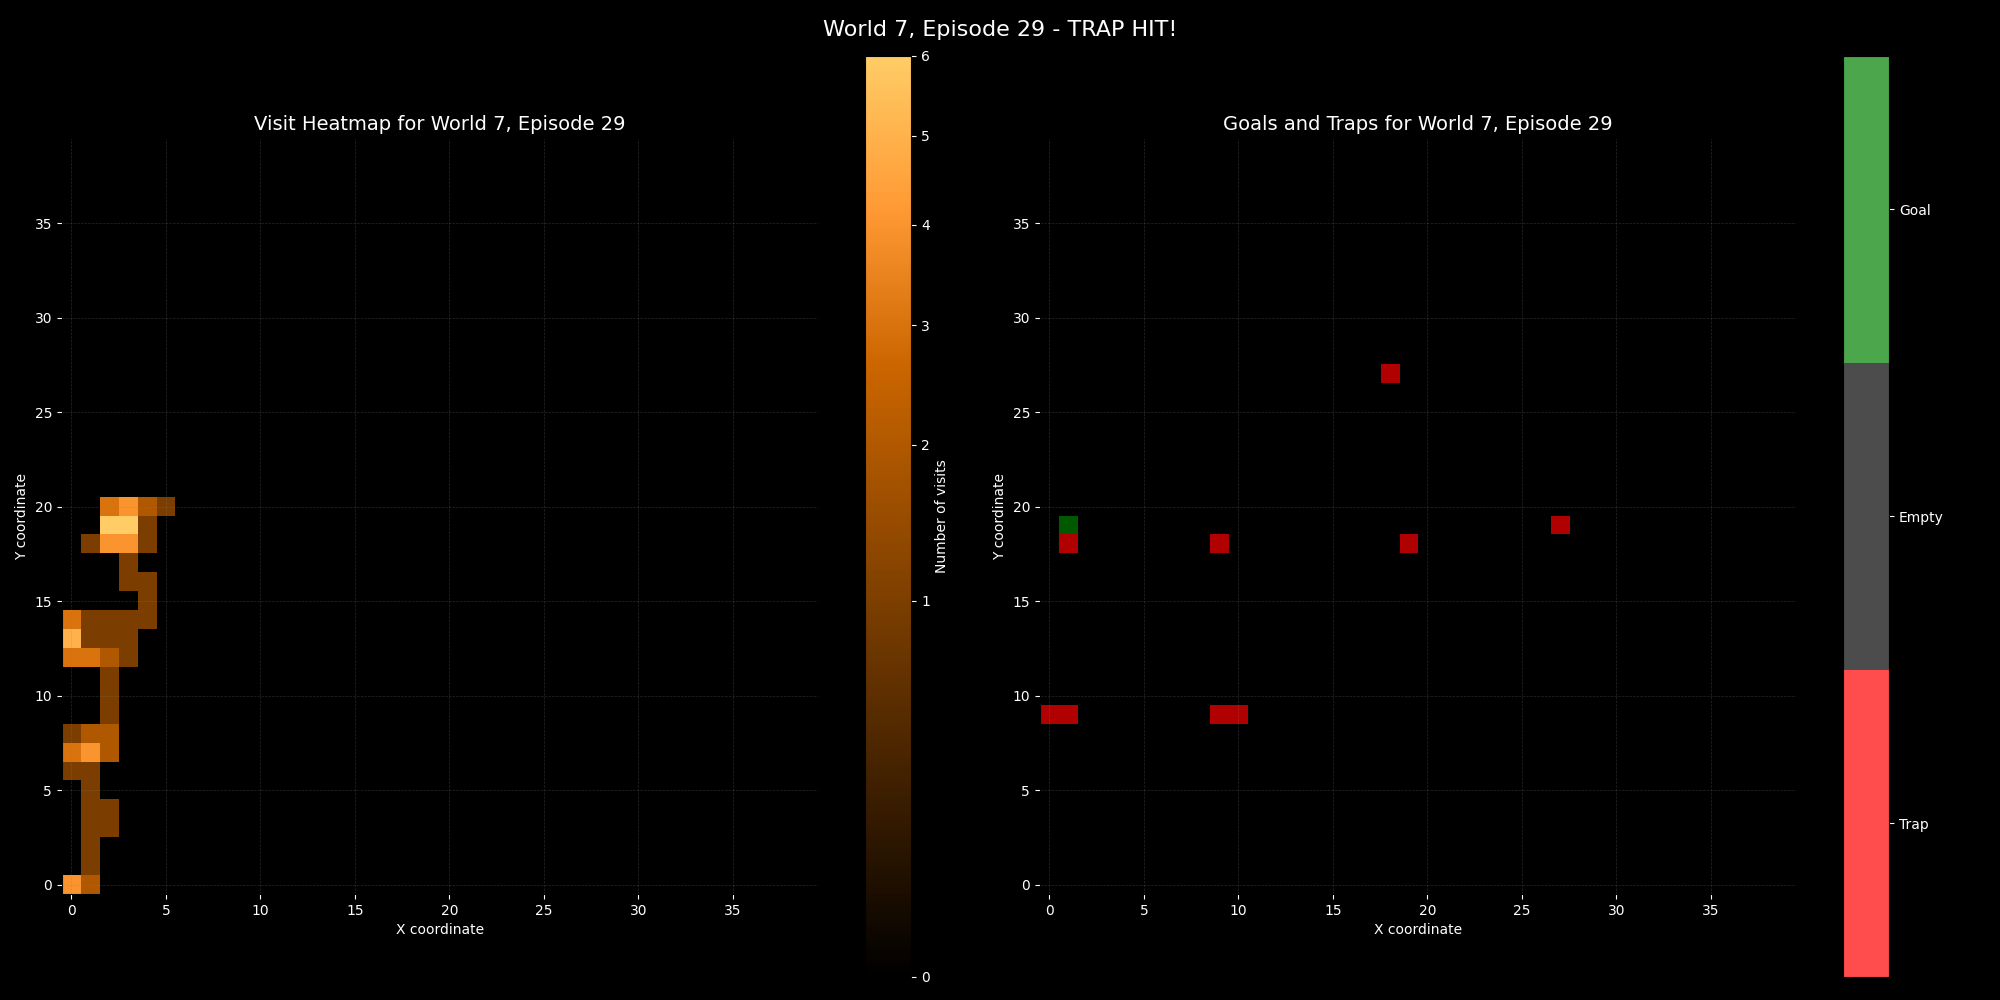 World 7, Episode 29 - TRAP HIT!
Visit Heatmap for World 7, Episode 29
35
30
25
20
15
10
5
0
Y coordinate
0 5 10 15 20 25 30 35
X coordinate
6
5
4
3
2
1
0
Number of visits
Goals and Traps for World 7, Episode 29
35
30
25
20
15
10
5
0
Y coordinate
0 5 10 15 20 25 30 35
X coordinate
Goal
Empty
Trap